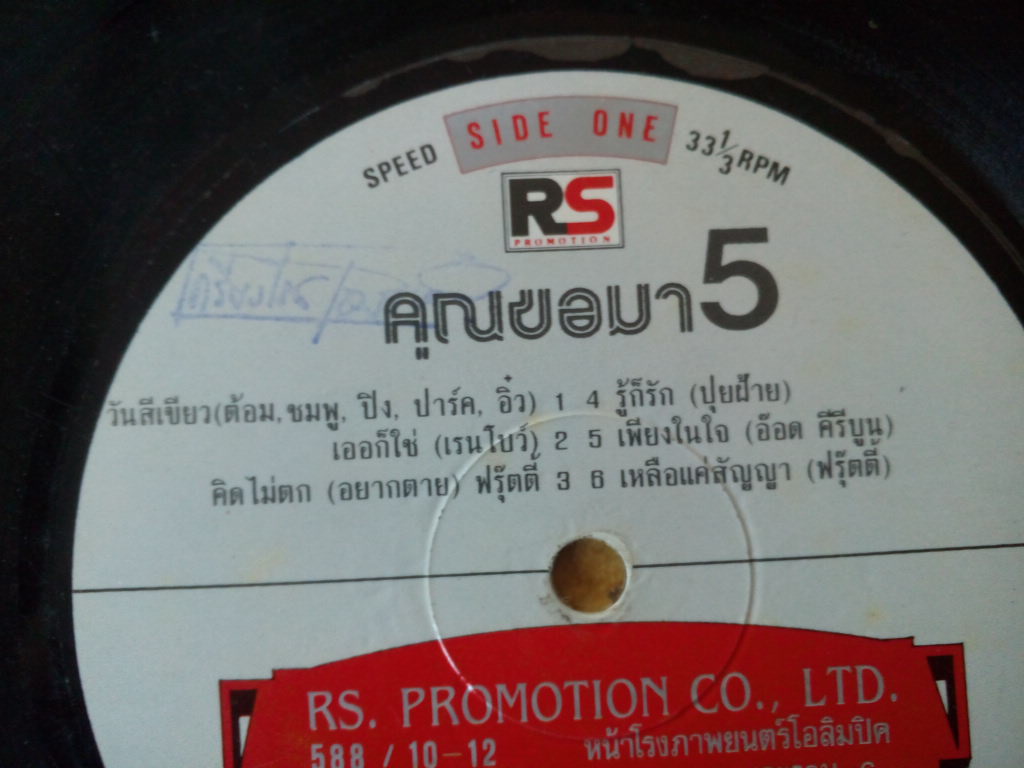 SPEED SIDE ONE 33 1/3 RPM
RS
PROMOTION
คุณขอมา 5
วันสีเขียว(ต้อม,ชมพู, ปิง, ปาร์ค, อิ๋ว) 1 4 รู้ก็รัก (ปุยฝ้าย)
เออก็ใช่ (เรนโบว์) 2 5 เพียงในใจ (อ๊อด คีรีบูน)
คิดไม่ตก (อยากตาย) ฟรุ๊ตตี้ 3 6 เหลือแค่สัญญา (ฟรุ๊ตตี้)
RS. PROMOTION CO., LTD.
588 / 10-12 หน้าโรงภาพยนตร์โอลิมปิค